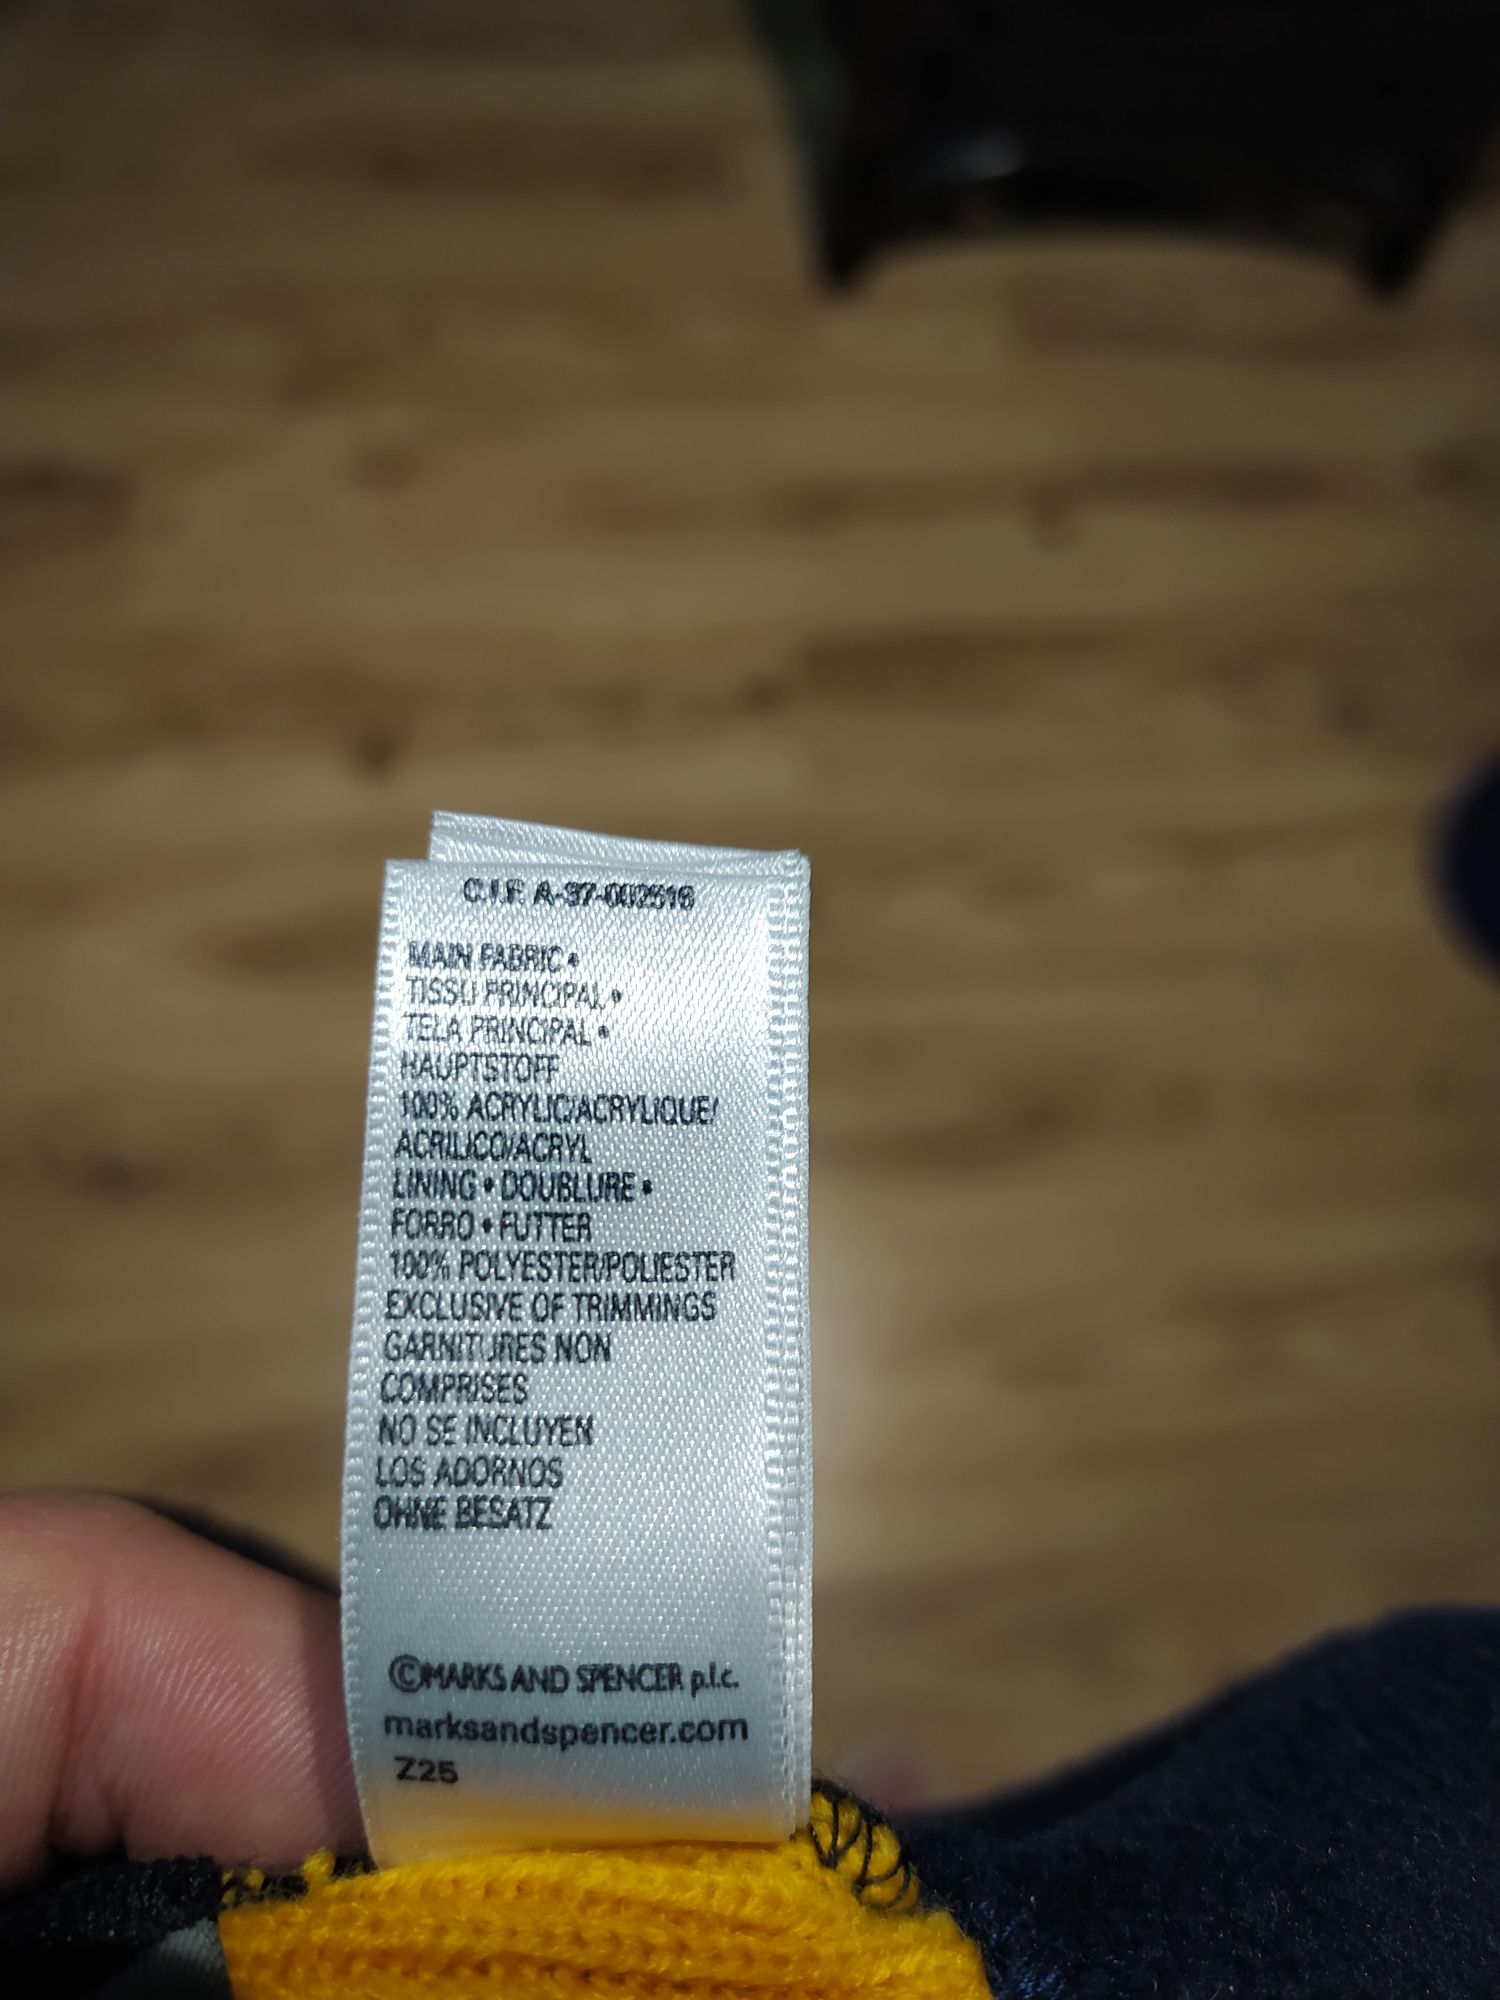 C.I.F. A-37-002516
MAIN FABRIC •
TISSU PRINCIPAL •
TELA PRINCIPAL •
HAUPTSTOFF
100% ACRYLIC/ACRYLIQUE/
ACRILICO/ACRYL
LINING • DOUBLURE •
FORRO • FUTTER
100% POLYESTER/POLIESTER
EXCLUSIVE OF TRIMMINGS
GARNITURES NON
COMPRISES
NO SE INCLUYEN
LOS ADORNOS
OHNE BESATZ
©MARKS AND SPENCER p.l.c.
marksandspencer.com
Z25